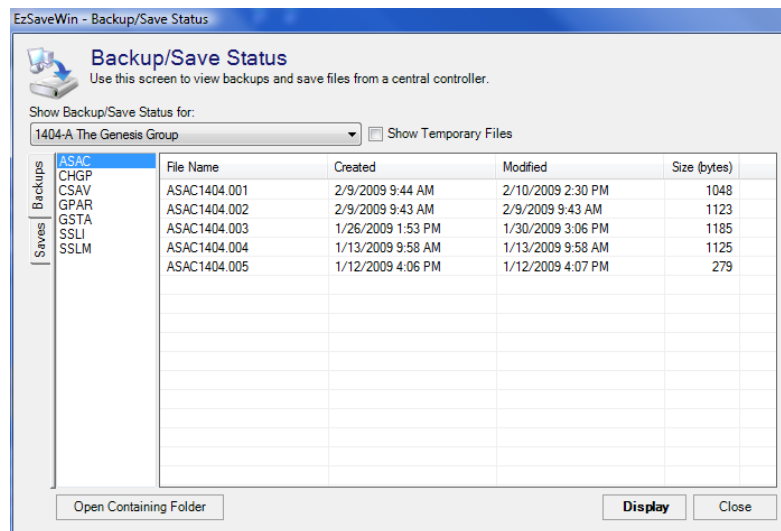 EzSaveWin - Backup/Save Status
Backup/Save Status
Use this screen to view backups and save files from a central controller.
Show Backup/Save Status for:
1404-A The Genesis Group
Show Temporary Files
Backups
Saves
ASAC
CHGP
CSAV
GPAR
GSTA
SSLI
SSLM
File Name Created Modified Size (bytes)
ASAC1404.001 2/9/2009 9:44 AM 2/10/2009 2:30 PM 1048
ASAC1404.002 2/9/2009 9:43 AM 2/9/2009 9:43 AM 1123
ASAC1404.003 1/26/2009 1:53 PM 1/30/2009 3:06 PM 1185
ASAC1404.004 1/13/2009 9:58 AM 1/13/2009 9:58 AM 1125
ASAC1404.005 1/12/2009 4:06 PM 1/12/2009 4:07 PM 279
Open Containing Folder Display Close